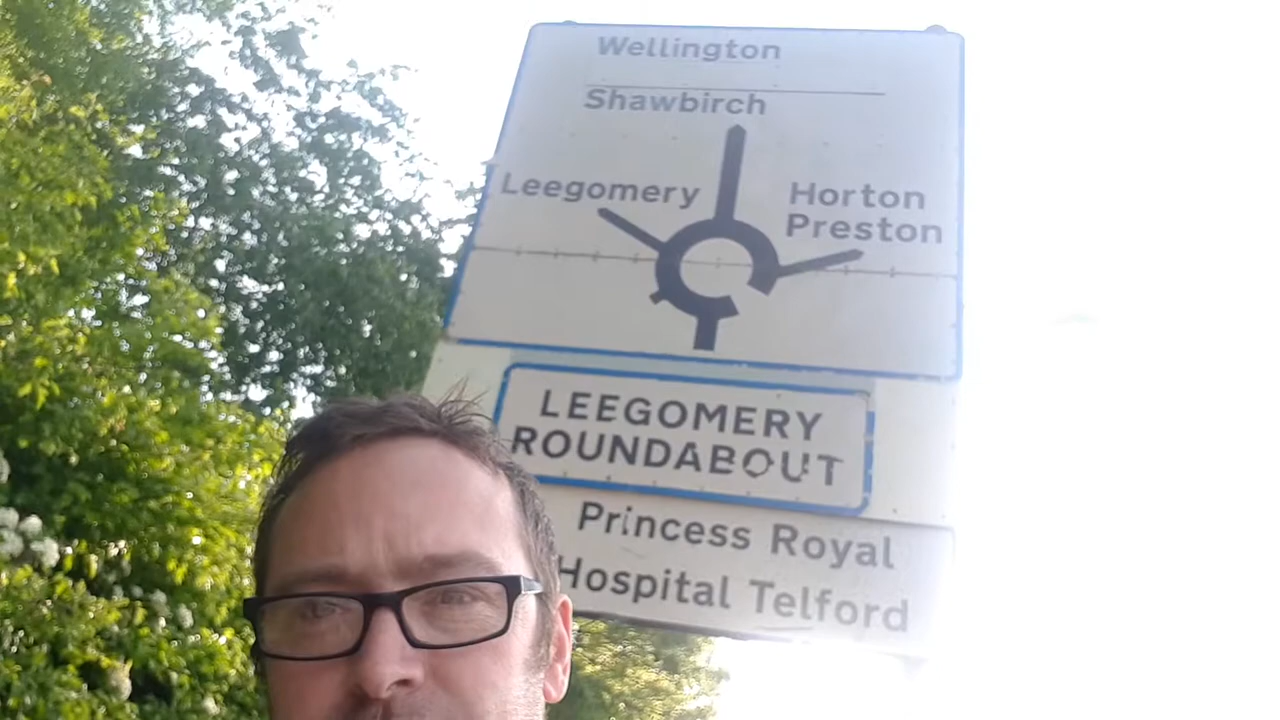 Wellington
Shawbirch
Leegomery
Horton
Preston
LEEGOMERY
ROUNDABOUT
Princess Royal
Hospital Telford